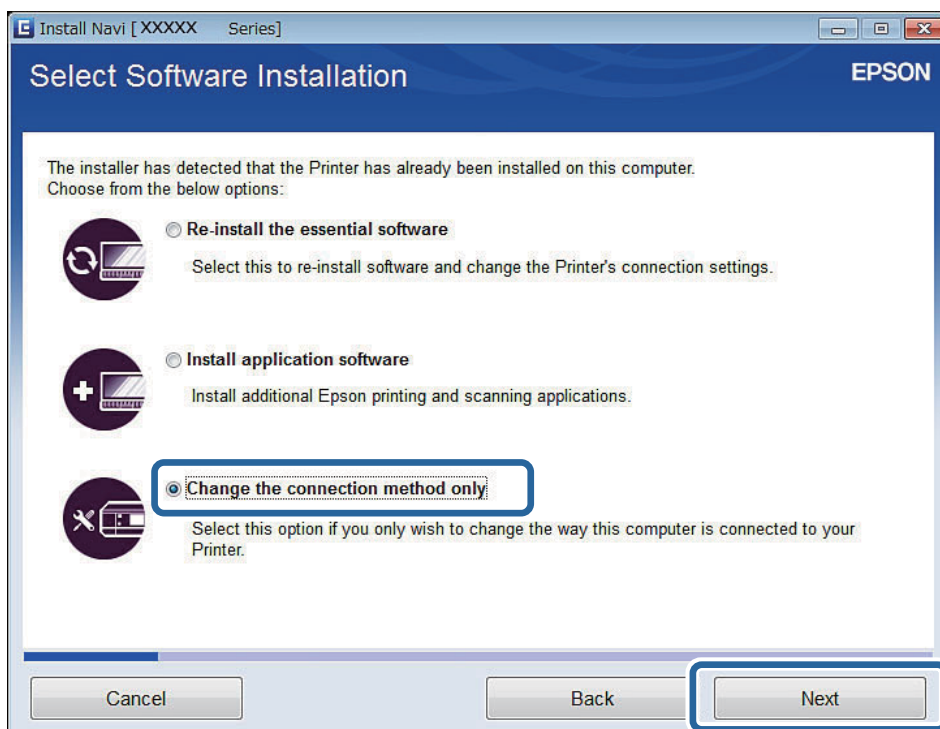 Install Navi [ XXXXX Series]
Select Software Installation
EPSON
The installer has detected that the Printer has already been installed on this computer.
Choose from the below options:
Re-install the essential software
Select this to re-install software and change the Printer's connection settings.
Install application software
Install additional Epson printing and scanning applications.
Change the connection method only
Select this option if you only wish to change the way this computer is connected to your
Printer.
Cancel
Back
Next